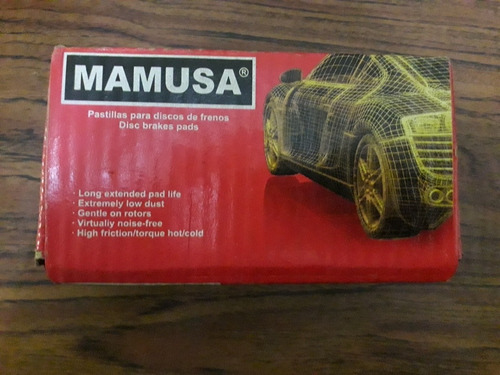 MAMUSA®
Pastillas para discos de frenos
Disc brakes pads
· Long extended pad life
· Extremely low dust
· Gentle on rotors
· Virtualiy noise-free
· High friction/torque hot/cold